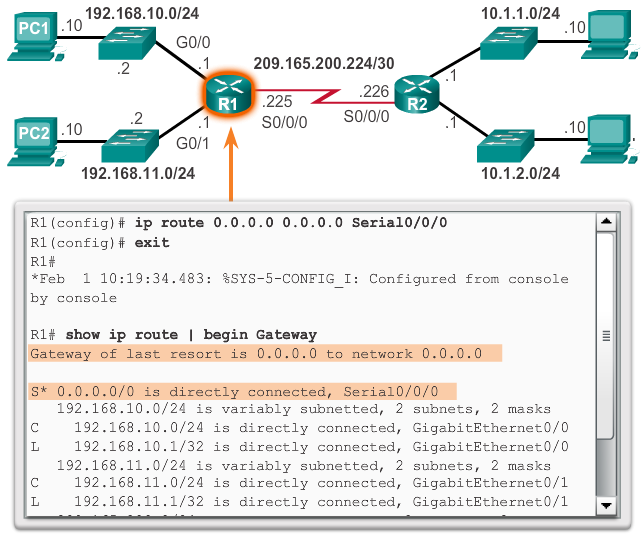 192.168.10.0/24
10.1.1.0/24
PC1
.10
G0/0
.10
.2
.1
209.165.200.224/30
.1
R1
.225
.226
R2
S0/0/0
S0/0/0
PC2
.10
.2
.1
G0/1
.1
.10
192.168.11.0/24
10.1.2.0/24
R1(config)# ip route 0.0.0.0 0.0.0.0 Serial0/0/0
R1(config)# exit
R1#
*Feb  1 10:19:34.483: %SYS-5-CONFIG_I: Configured from console
by console
R1# show ip route | begin Gateway
Gateway of last resort is 0.0.0.0 to network 0.0.0.0
S* 0.0.0.0/0 is directly connected, Serial0/0/0
192.168.10.0/24 is variably subnetted, 2 subnets, 2 masks
C 192.168.10.0/24 is directly connected, GigabitEthernet0/0
L 192.168.10.1/32 is directly connected, GigabitEthernet0/0
192.168.11.0/24 is variably subnetted, 2 subnets, 2 masks
C 192.168.11.0/24 is directly connected, GigabitEthernet0/1
L 192.168.11.1/32 is directly connected, GigabitEthernet0/1